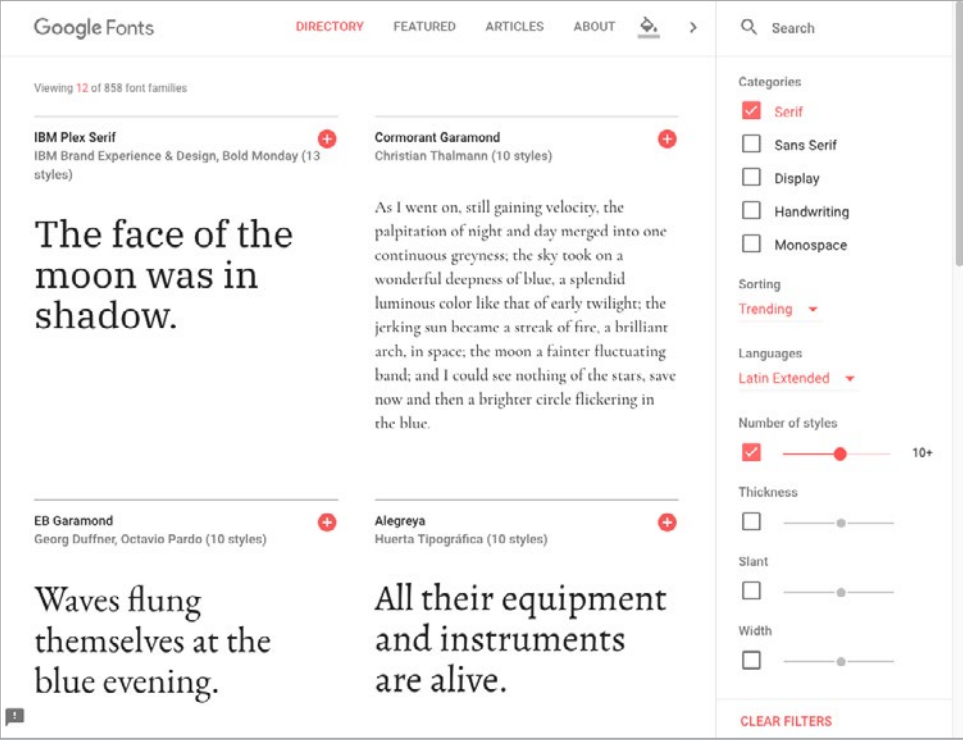 Google Fonts
DIRECTORY FEATURED ARTICLES ABOUT
Viewing 12 of 858 font families
IBM Plex Serif
IBM Brand Experience & Design, Bold Monday (13
styles)
The face of the
moon was in
shadow.
Cormorant Garamond
Christian Thalmann (10 styles)
As I went on, still gaining velocity, the
palpitation of night and day merged into one
continuous greyness; the sky took on a
wonderful deepness of blue, a splendid
luminous color like that of early twilight; the
jerking sun became a streak of fire, a brilliant
arch, in space; the moon a fainter fluctuating
band; and I could see nothing of the stars, save
now and then a brighter circle flickering in
the blue.
EB Garamond
Georg Duffner, Octavio Pardo (10 styles)
Waves flung
themselves at the
blue evening.
Alegreya
Huerta Tipográfica (10 styles)
All their equipment
and instruments
are alive.
Search
Categories
Serif
Sans Serif
Display
Handwriting
Monospace
Sorting
Trending
Languages
Latin Extended
Number of styles
10+
Thickness
Slant
Width
CLEAR FILTERS